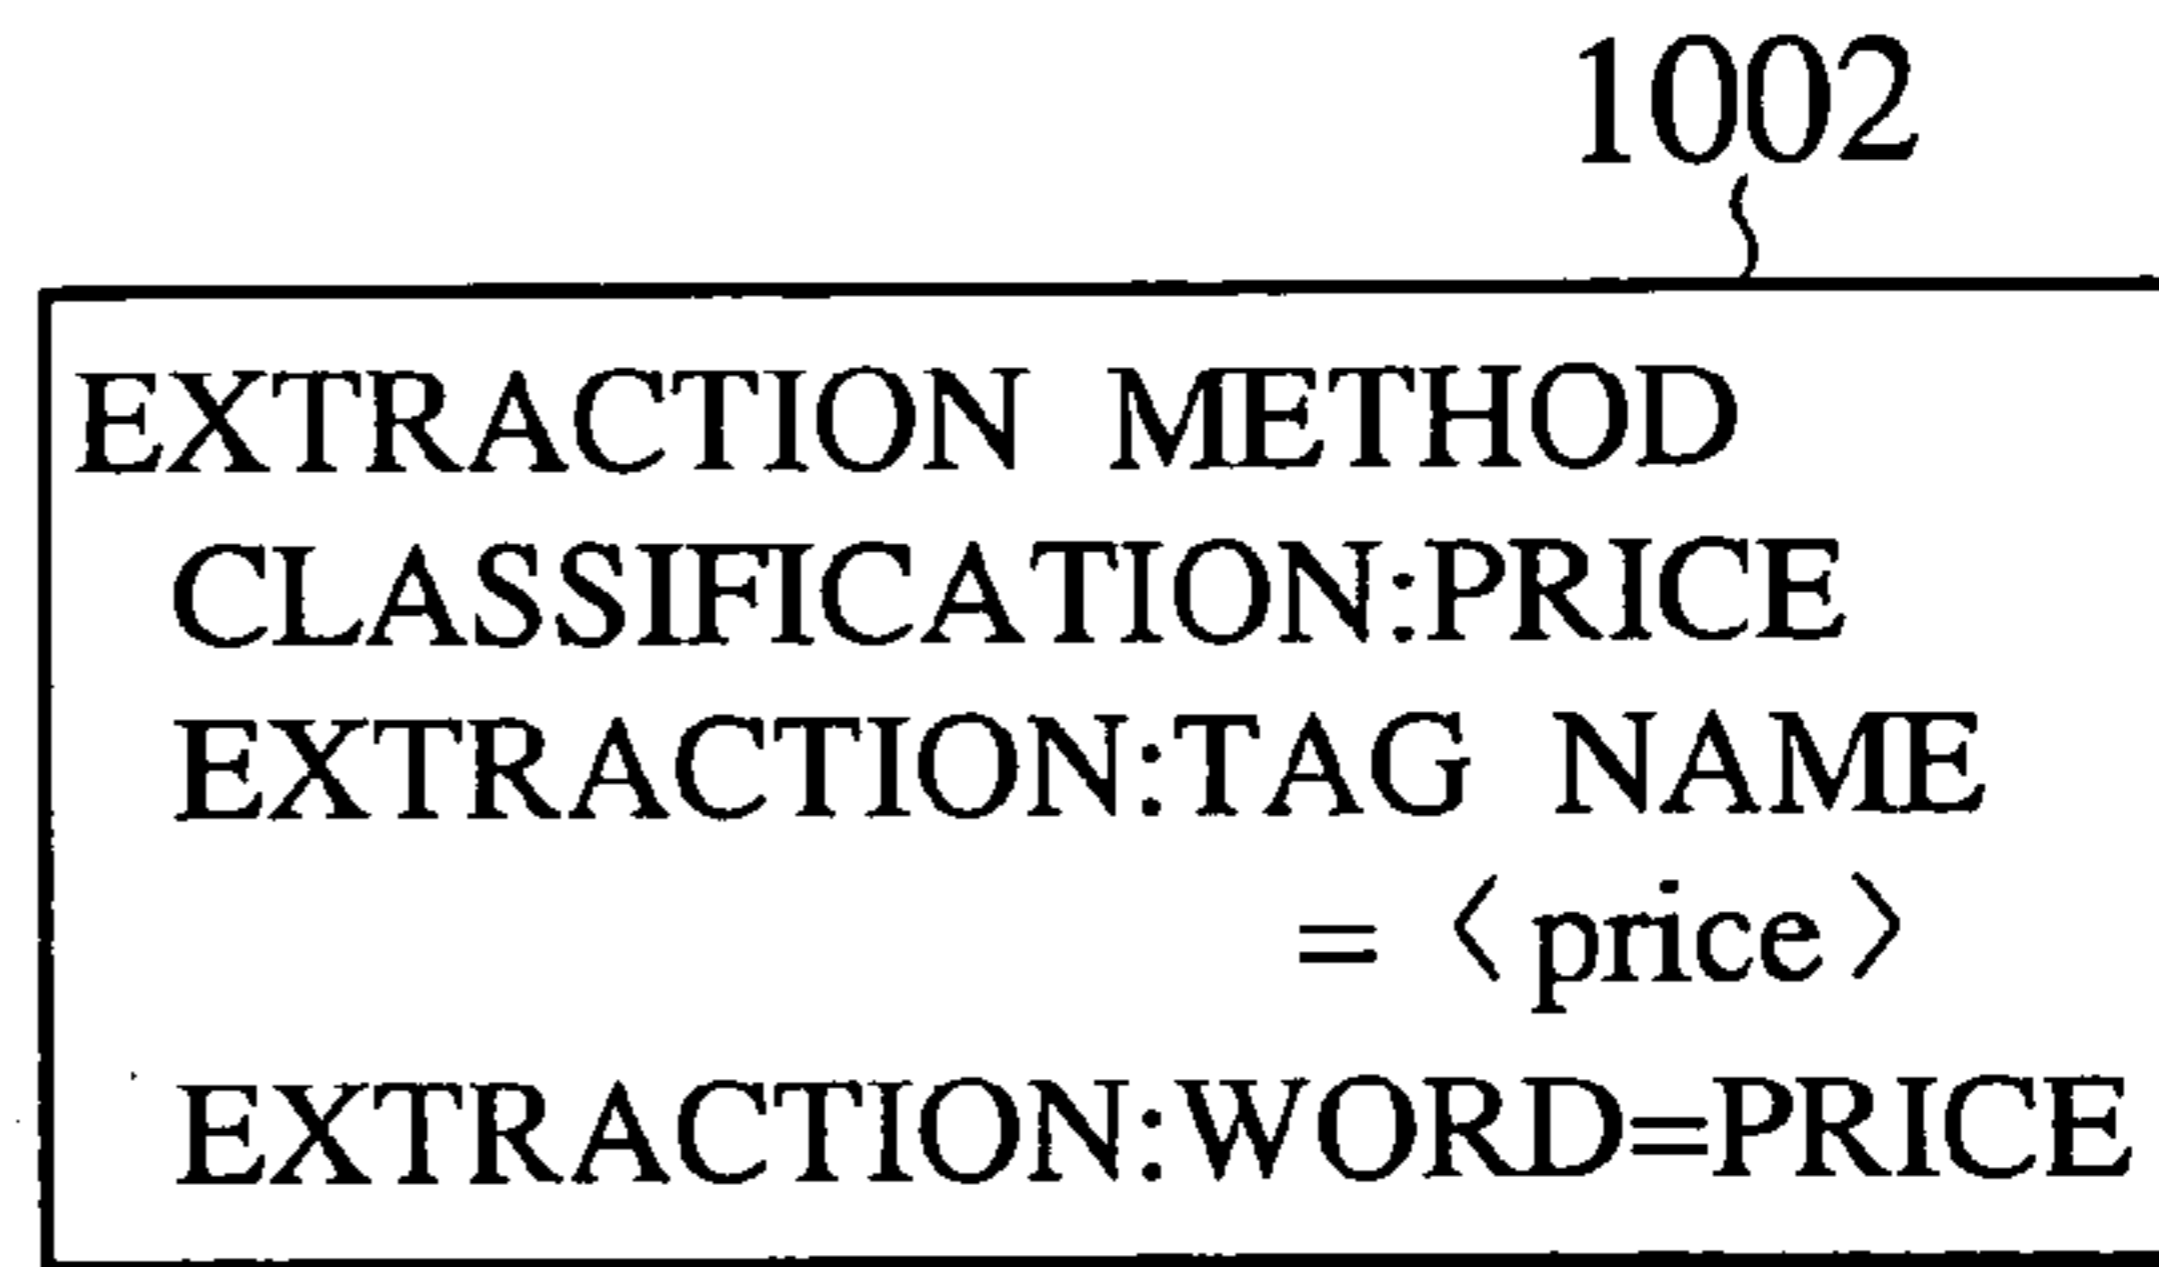 1002
EXTRACTION METHOD
CLASSIFICATION:PRICE
EXTRACTION:TAG NAME
= 〈price〉
EXTRACTION:WORD=PRICE